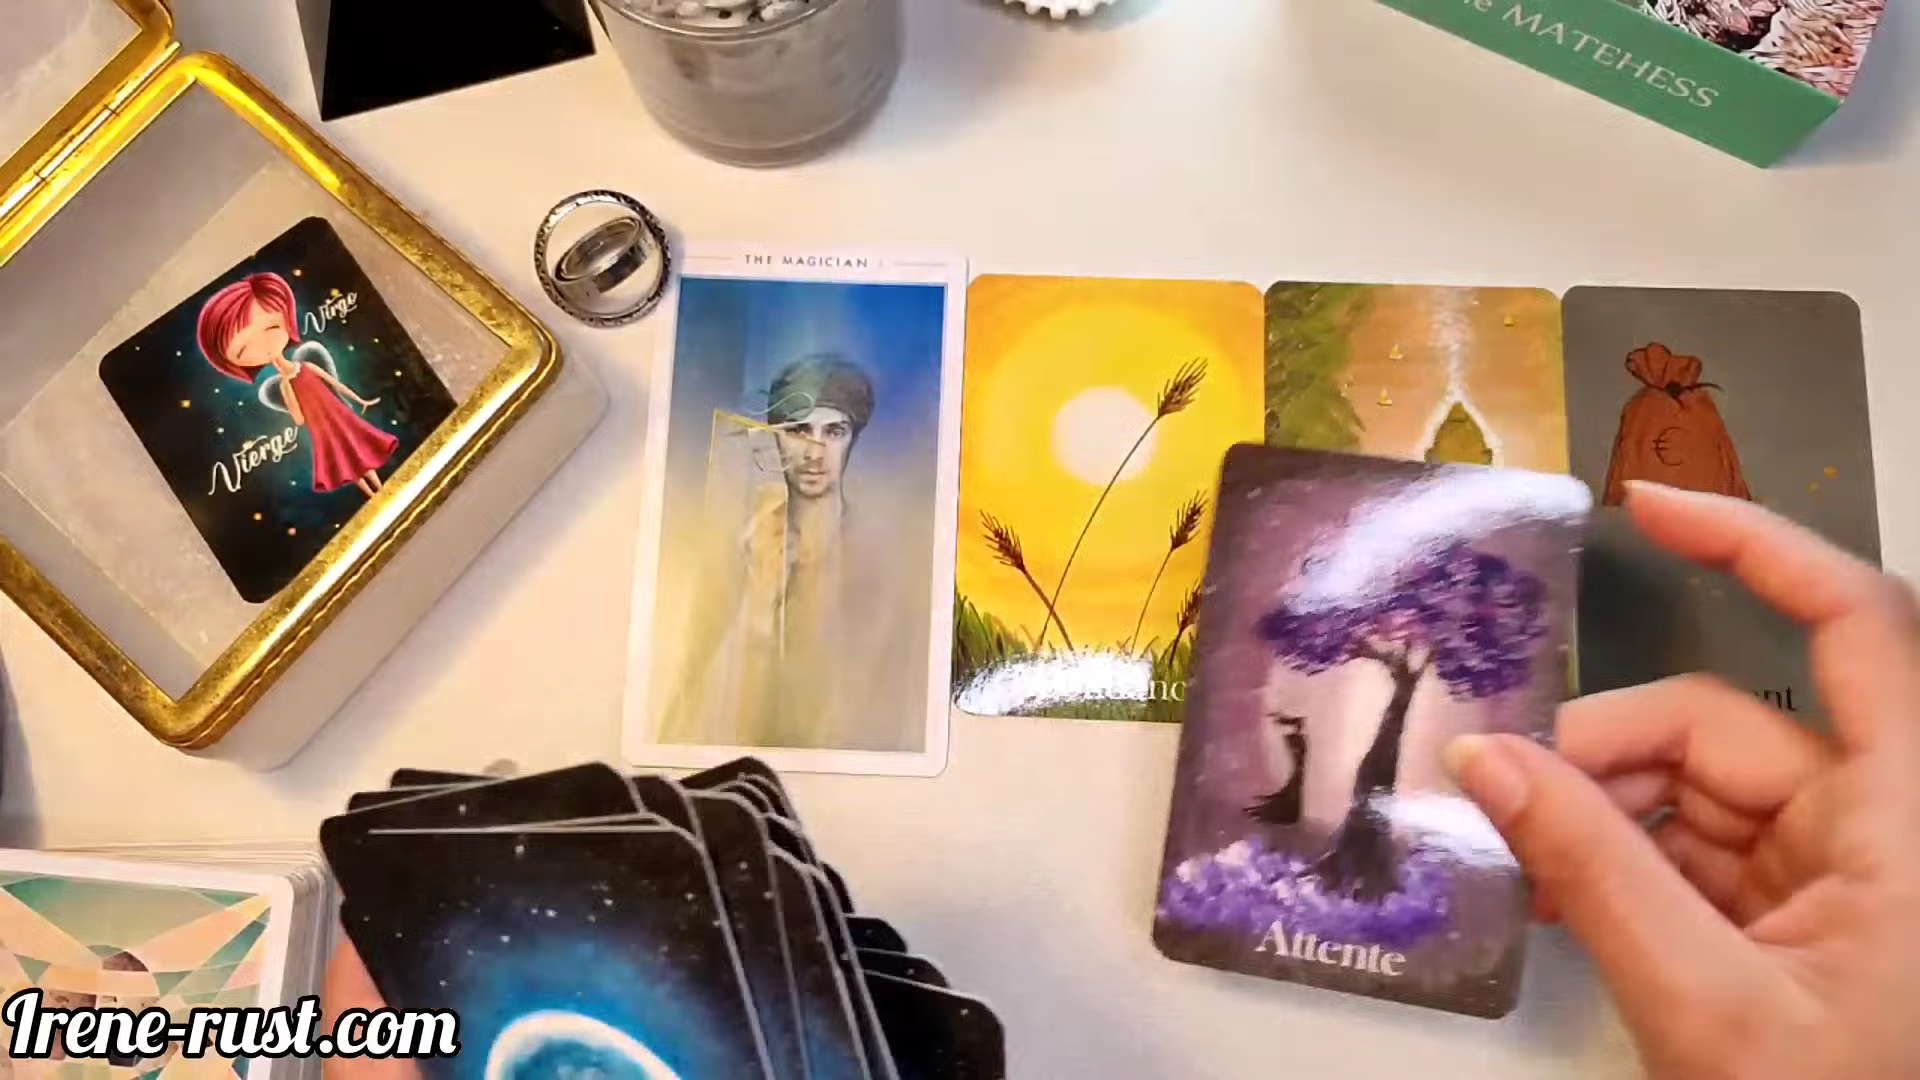 MATEHESS
Virgo
Vierge
THE MAGICIAN I
€
Attente
Irene-rust.com